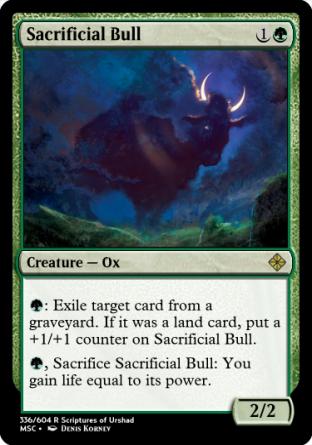 Sacrificial Bull 1
Creature — Ox
: Exile target card from a
graveyard. If it was a land card, put a
+1/+1 counter on Sacrificial Bull.
, Sacrifice Sacrificial Bull: You
gain life equal to its power.
2/2
336/604 R Scriptures of Urshad
MSC • Denis Kornev